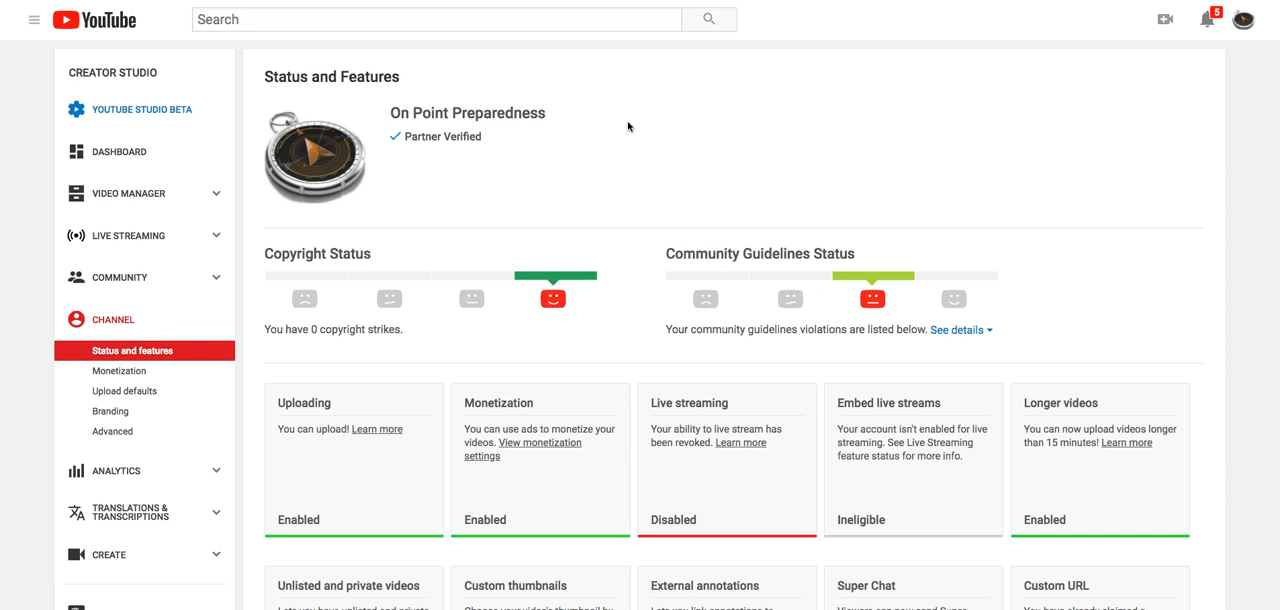 YouTube
Search
5
CREATOR STUDIO
YOUTUBE STUDIO BETA
DASHBOARD
VIDEO MANAGER
LIVE STREAMING
COMMUNITY
CHANNEL
Status and features
Monetization
Upload defaults
Branding
Advanced
ANALYTICS
TRANSLATIONS &
TRANSCRIPTIONS
CREATE
Status and Features
On Point Preparedness
Partner Verified
Copyright Status
You have 0 copyright strikes.
Community Guidelines Status
Your community guidelines violations are listed below. See details
Uploading
You can upload! Learn more
Enabled
Monetization
You can use ads to monetize your
videos. View monetization
settings
Enabled
Live streaming
Your ability to live stream has
been revoked. Learn more
Disabled
Embed live streams
Your account isn't enabled for live
streaming. See Live Streaming
feature status for more info.
Ineligible
Longer videos
You can now upload videos longer
than 15 minutes! Learn more
Enabled
Unlisted and private videos
Custom thumbnails
External annotations
Super Chat
Custom URL